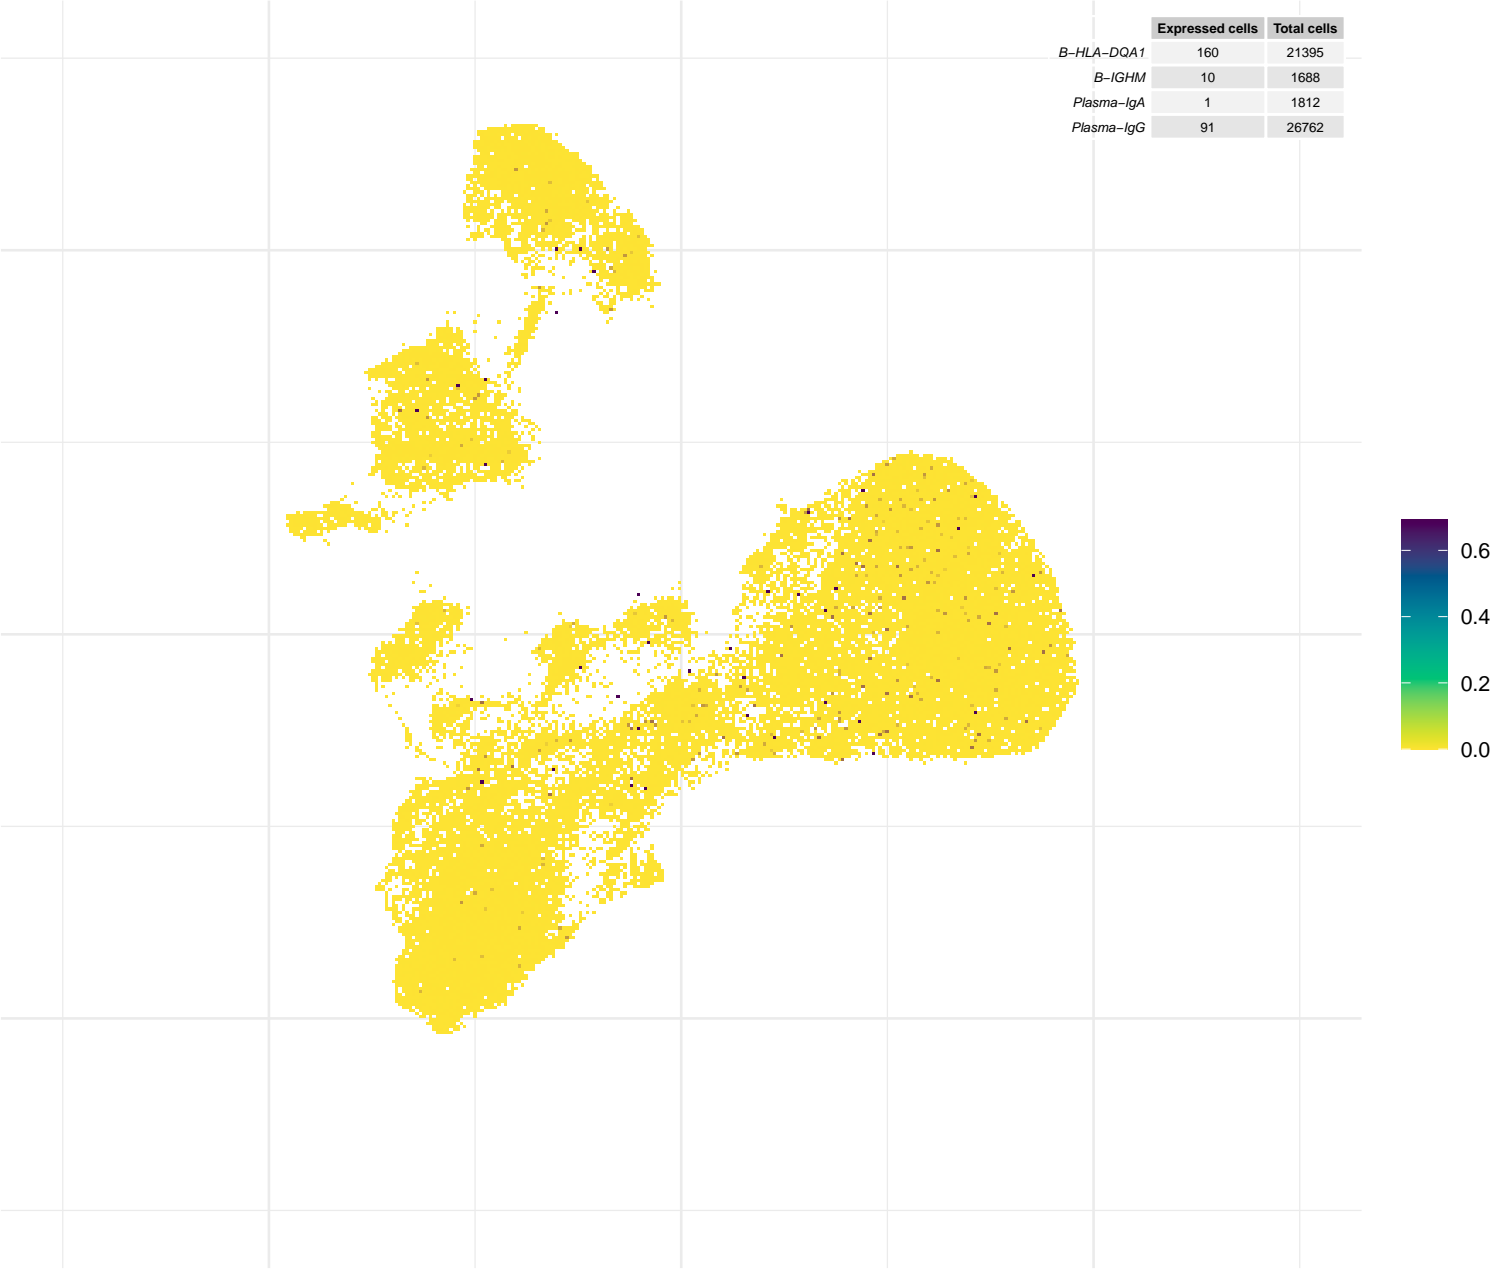 Expressed cells Total cells
B-HLA-DQA1 160 21395
B-IGHM 10 1688
Plasma-IgA 1 1812
Plasma-IgG 91 26762
0.6
0.4
0.2
0.0